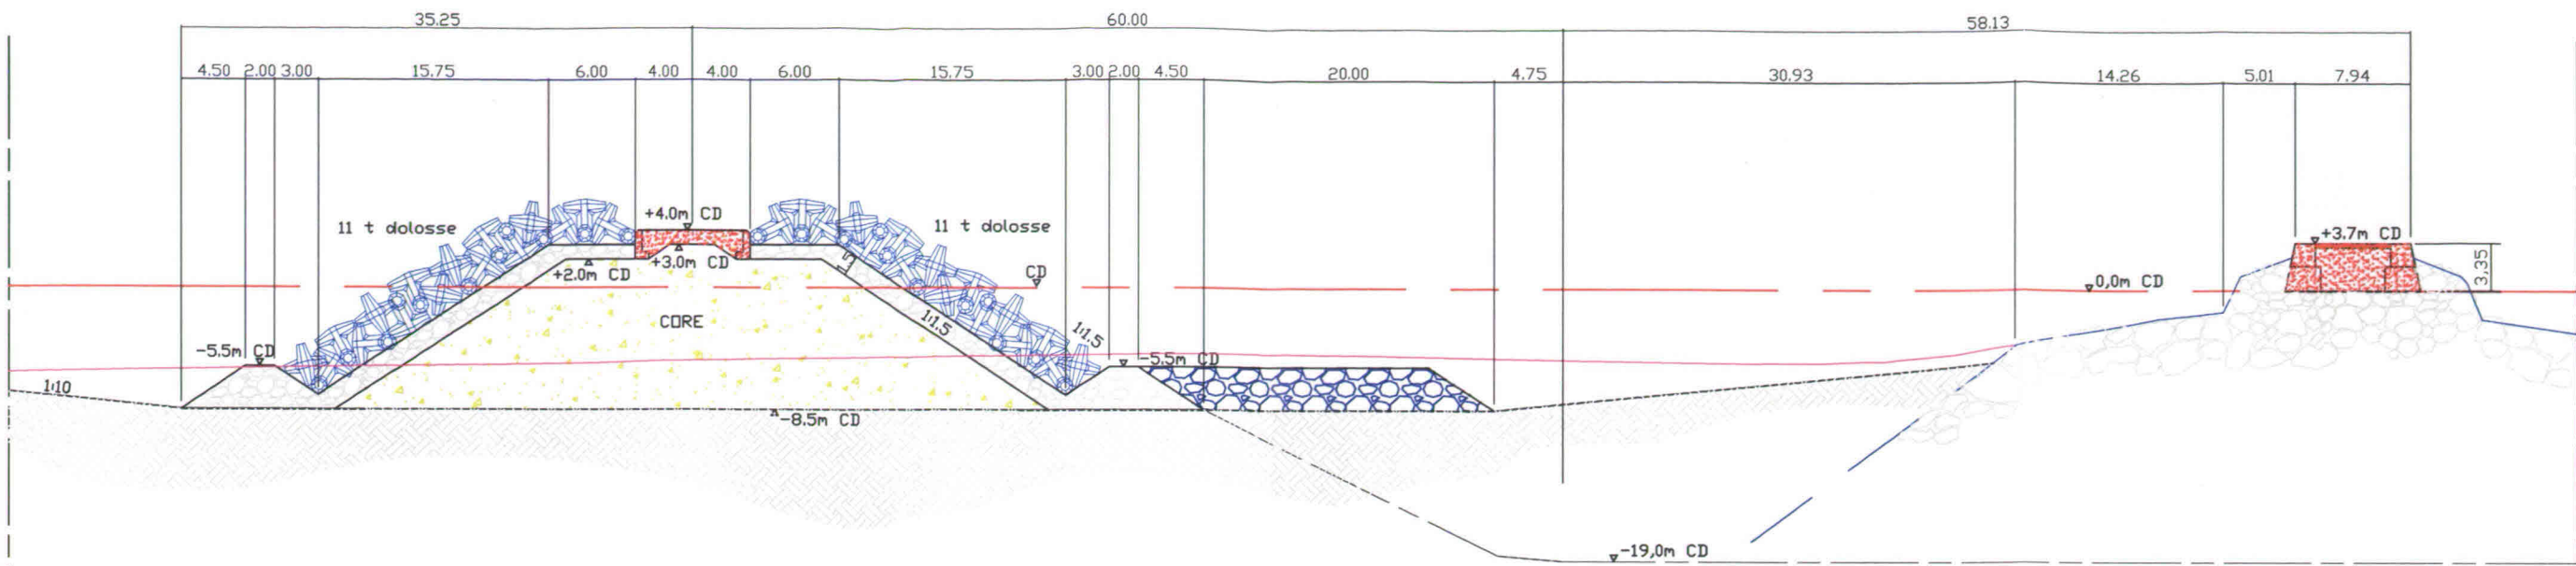 35.25 60.00 58.13
4.50 2.00 3.00 15.75 6.00 4.00 4.00 6.00 15.75 3.00 2.00 4.50 20.00 4.75 30.93 14.26 5.01 7.94
11 t dolosse
+4.0m CD
11 t dolosse
+3.7m CD
+2.0m CD
+3.0m CD
1.5
CD
0,0m CD
3,35
CORE
1:1.5
1:1.5
-5.5m CD
-5.5m CD
1:10
-8.5m CD
-19,0m CD